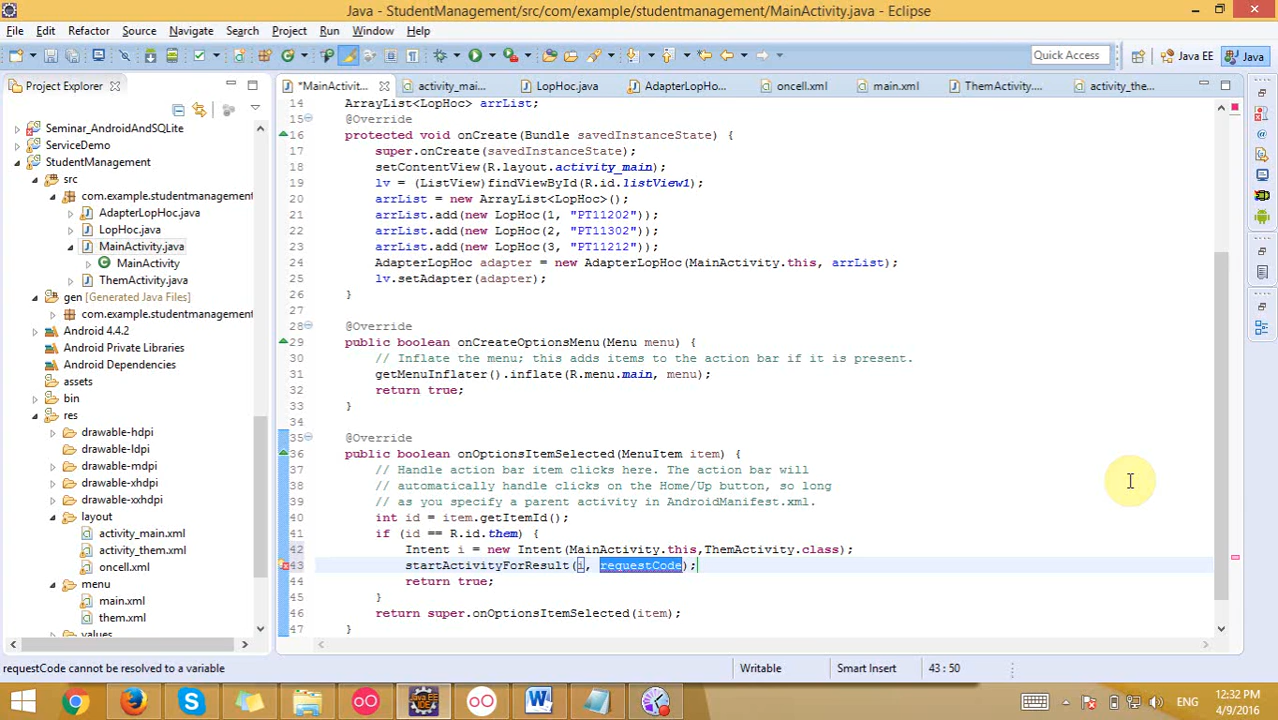 Java - StudentManagement/src/com/example/studentmanagement/MainActivity.java - Eclipse
File Edit Refactor Source Navigate Search Project Run Window Help
Quick Access Java EE Java
Project Explorer
*MainActivit... activity_mai... LopHoc.java AdapterLopHo... oncell.xml main.xml ThemActivity.... activity_the...
Seminar_AndroidAndSQLite
ServiceDemo
StudentManagement
src
com.example.studentmanagement
AdapterLopHoc.java
LopHoc.java
MainActivity.java
MainActivity
ThemActivity.java
gen [Generated Java Files]
com.example.studentmanagement
Android 4.4.2
Android Private Libraries
Android Dependencies
assets
bin
res
drawable-hdpi
drawable-ldpi
drawable-mdpi
drawable-xhdpi
drawable-xxhdpi
layout
activity_main.xml
activity_them.xml
oncell.xml
menu
main.xml
them.xml
values
14 ArrayList<LopHoc> arrList;
15 @Override
16 protected void onCreate(Bundle savedInstanceState) {
17 super.onCreate(savedInstanceState);
18 setContentView(R.layout.activity_main);
19 lv = (ListView)findViewById(R.id.listView1);
20 arrList = new ArrayList<LopHoc>();
21 arrList.add(new LopHoc(1, "PT11202"));
22 arrList.add(new LopHoc(2, "PT11302"));
23 arrList.add(new LopHoc(3, "PT11212"));
24 AdapterLopHoc adapter = new AdapterLopHoc(MainActivity.this, arrList);
25 lv.setAdapter(adapter);
26 }
27
28 @Override
29 public boolean onCreateOptionsMenu(Menu menu) {
30 // Inflate the menu; this adds items to the action bar if it is present.
31 getMenuInflater().inflate(R.menu.main, menu);
32 return true;
33 }
34
35 @Override
36 public boolean onOptionsItemSelected(MenuItem item) {
37 // Handle action bar item clicks here. The action bar will
38 // automatically handle clicks on the Home/Up button, so long
39 // as you specify a parent activity in AndroidManifest.xml.
40 int id = item.getItemId();
41 if (id == R.id.them) {
42 Intent i = new Intent(MainActivity.this,ThemActivity.class);
43 startActivityForResult(i, requestCode);
44 return true;
45 }
46 return super.onOptionsItemSelected(item);
47 }
requestCode cannot be resolved to a variable
Writable Smart Insert 43 : 50
ENG 12:32 PM
4/9/2016